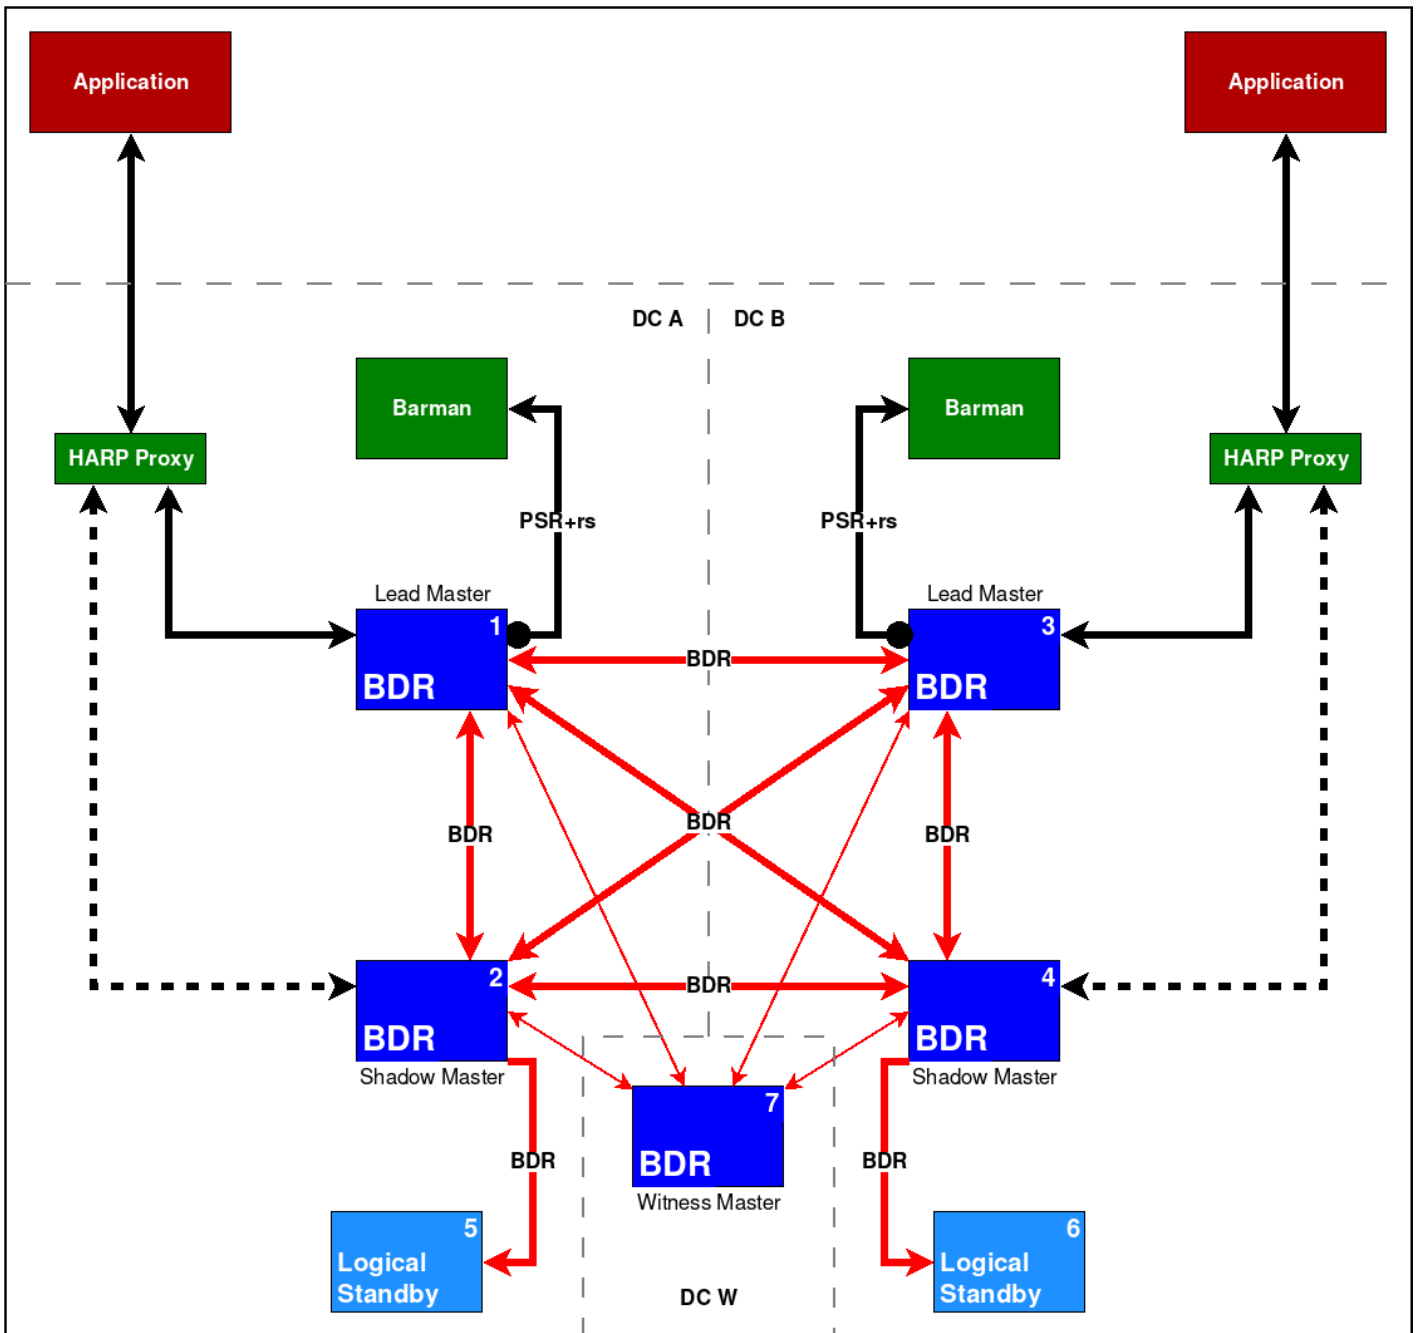 Application
Application
DC A
DC B
Barman
Barman
HARP Proxy
HARP Proxy
PSR+rs
PSR+rs
Lead Master
Lead Master
1
BDR
3
BDR
BDR
BDR
BDR
BDR
2
BDR
BDR
4
BDR
Shadow Master
Shadow Master
7
BDR
Witness Master
BDR
BDR
5
Logical
Standby
6
Logical
Standby
DC W